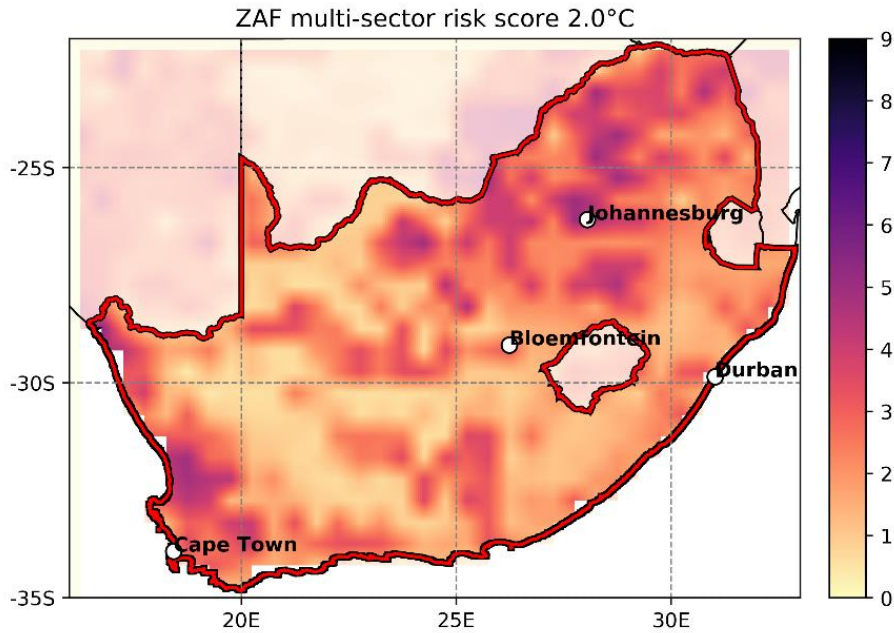 ZAF multi-sector risk score 2.0°C
9
8
7
6
5
4
3
2
1
0
-25S
-30S
-35S
Johannesburg
Bloemfontein
Durban
Cape Town
20E
25E
30E